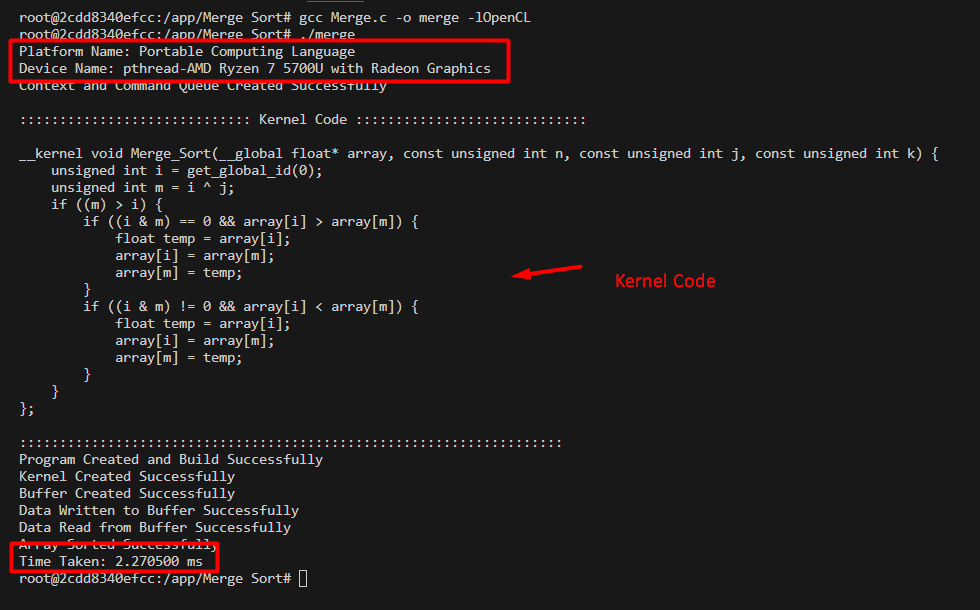 root@2cdd8340efcc:/app/Merge Sort# gcc Merge.c -o merge -lOpenCL
root@2cdd8340efcc:/app/Merge Sort# ./merge
Platform Name: Portable Computing Language
Device Name: pthread-AMD Ryzen 7 5700U with Radeon Graphics
Context and Command Queue Created Successfully
::::::::::::::::::::::::::::: Kernel Code :::::::::::::::::::::::::::::
__kernel void Merge_Sort(__global float* array, const unsigned int n, const unsigned int j, const unsigned int k) {
    unsigned int i = get_global_id(0);
    unsigned int m = i ^ j;
    if ((m) > i) {
        if ((i & m) == 0 && array[i] > array[m]) {
            float temp = array[i];
            array[i] = array[m];
            array[m] = temp;
        }
        if ((i & m) != 0 && array[i] < array[m]) {
            float temp = array[i];
            array[i] = array[m];
            array[m] = temp;
        }
    }
};
Kernel Code
::::::::::::::::::::::::::::::::::::::::::::::::::::::::::::::::::::
Program Created and Build Successfully
Kernel Created Successfully
Buffer Created Successfully
Data Written to Buffer Successfully
Data Read from Buffer Successfully
Array Sorted Successfully
Time Taken: 2.270500 ms
root@2cdd8340efcc:/app/Merge Sort#